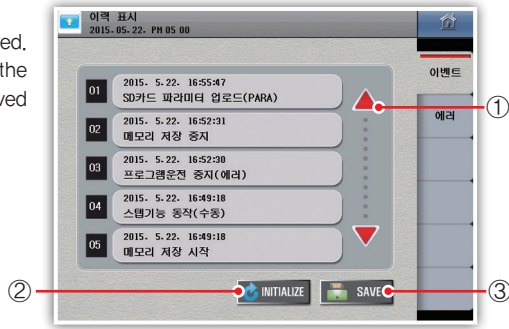 이력 표시
2015. 05. 22. PM 05 00
ed.
the
ved
이벤트
에러
01
2015. 5.22. 16:55:47
SD카드 파라미터 업로드(PARA)
02
2015. 5.22. 16:52:31
메모리 저장 중지
03
2015. 5.22. 16:52:30
프로그램운전 중지(에러)
04
2015. 5.22. 16:49:18
스텝기능 동작(수동)
05
2015. 5.22. 16:49:18
메모리 저장 시작
①
② INITIALIZE SAVE ③